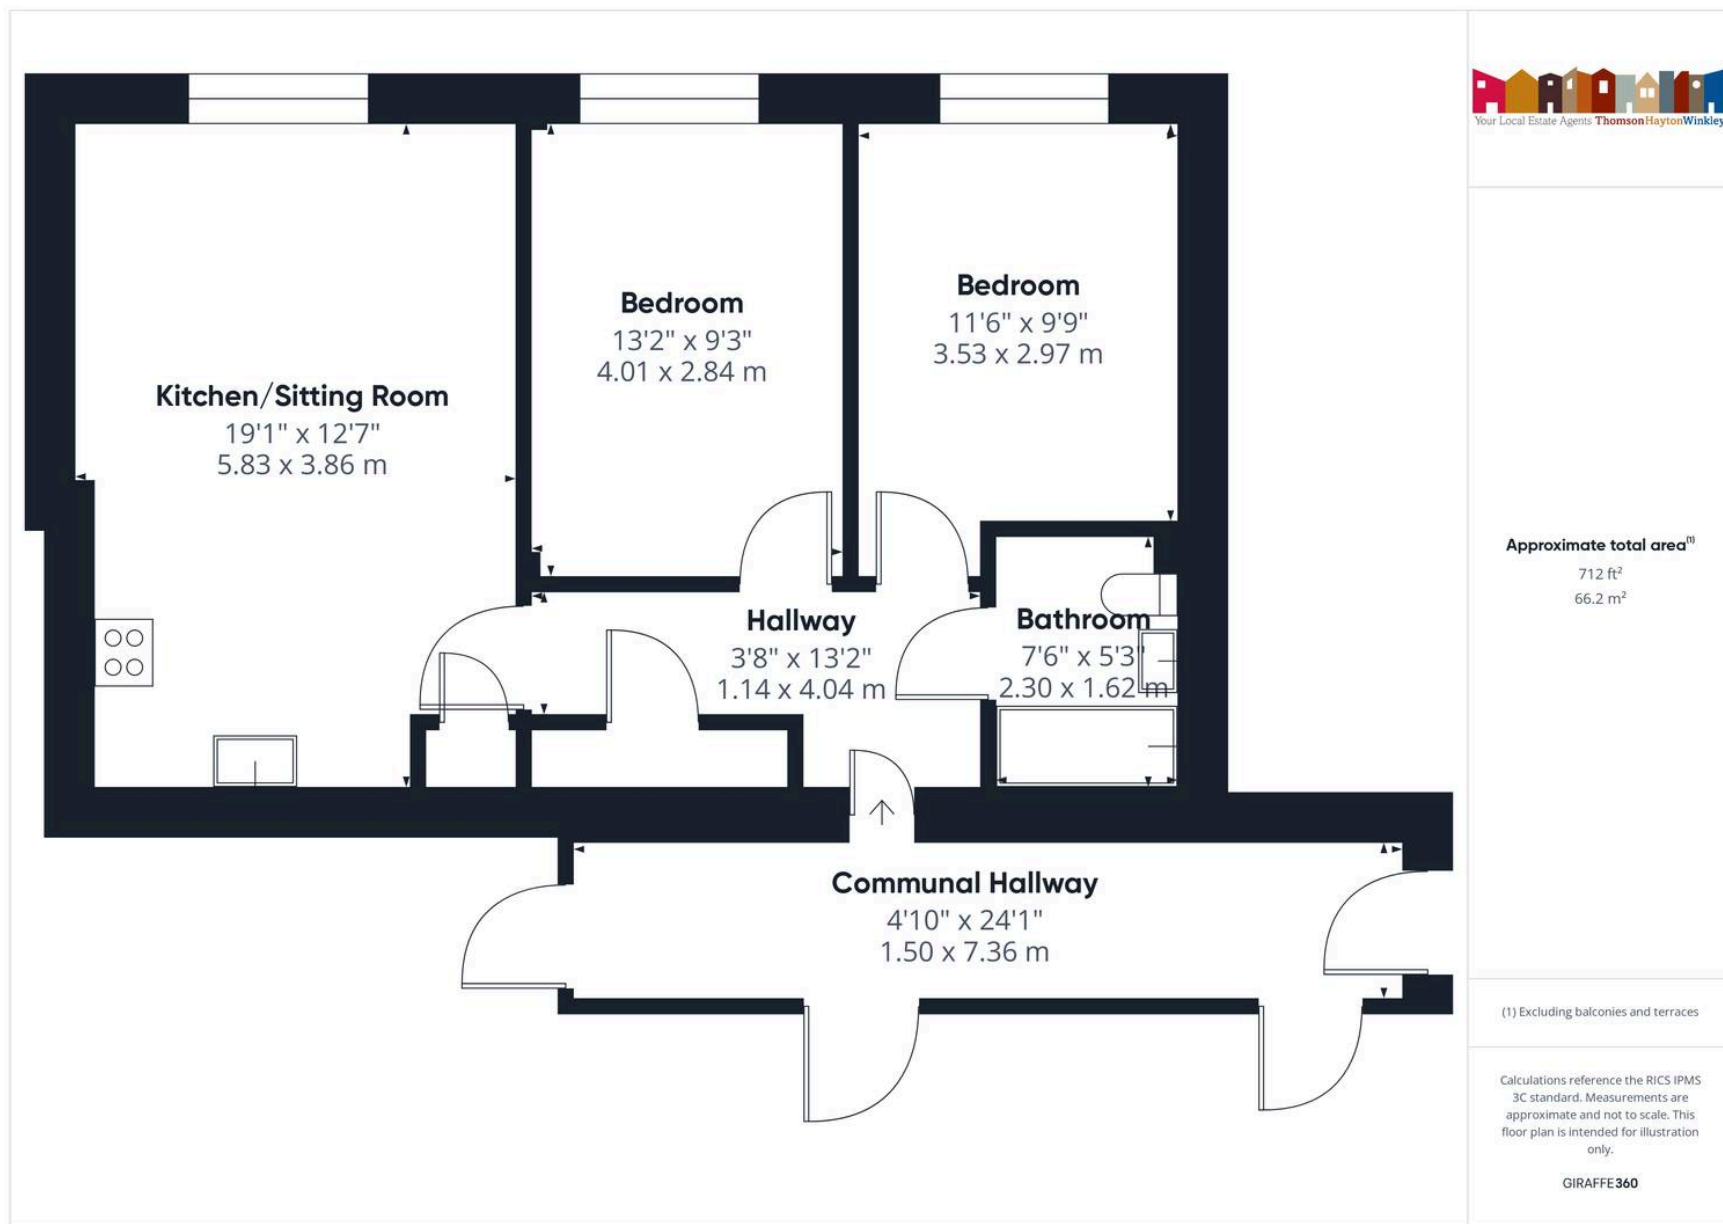 Your Local Estate Agents ThomsonHaytonWinkley
Kitchen/Sitting Room
19'1" x 12'7"
5.83 x 3.86 m
Bedroom
13'2" x 9'3"
4.01 x 2.84 m
Bedroom
11'6" x 9'9"
3.53 x 2.97 m
Hallway
3'8" x 13'2"
1.14 x 4.04 m
Bathroom
7'6" x 5'3"
2.30 x 1.62 m
Communal Hallway
4'10" x 24'1"
1.50 x 7.36 m
Approximate total area⁽¹⁾
712 ft²
66.2 m²
(1) Excluding balconies and terraces
Calculations reference the RICS IPMS
3C standard. Measurements are
approximate and not to scale. This
floor plan is intended for illustration
only.
GIRAFFE360